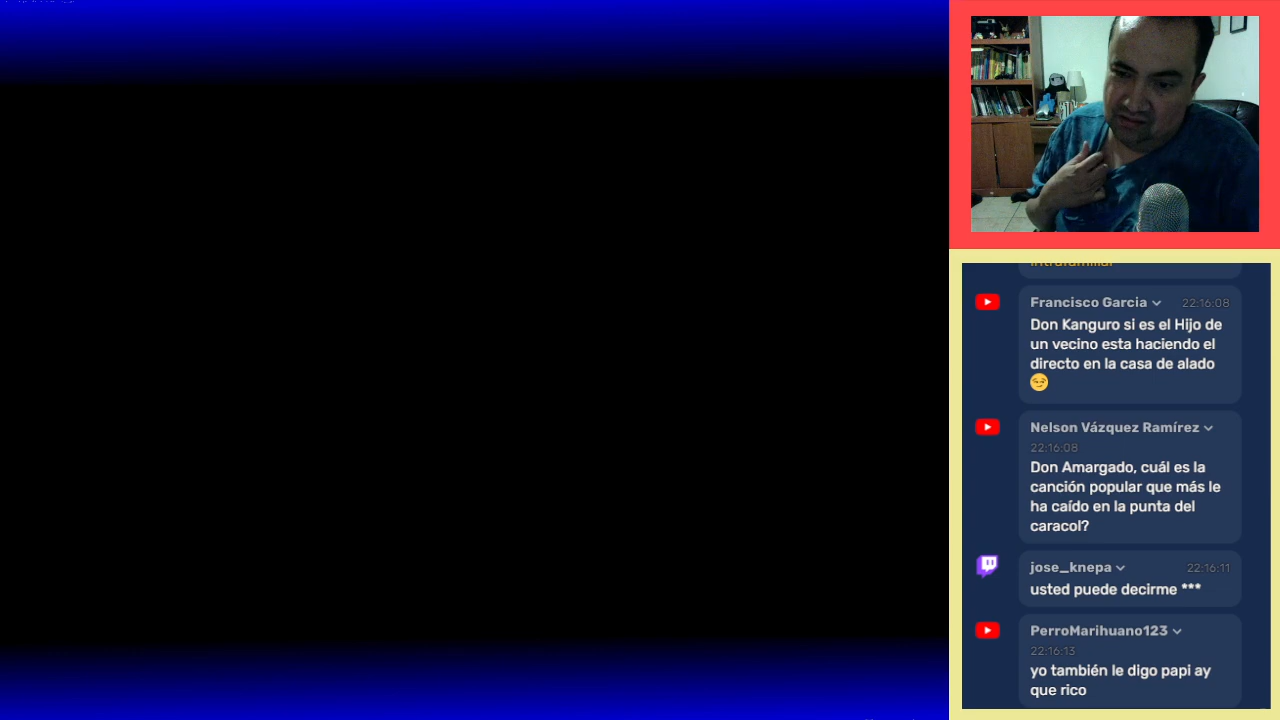 intrafamiliar
Francisco Garcia 22:16:08
Don Kanguro si es el Hijo de
un vecino esta haciendo el
directo en la casa de alado
😏
Nelson Vázquez Ramírez
22:16:08
Don Amargado, cuál es la
canción popular que más le
ha caído en la punta del
caracol?
jose_knepa 22:16:11
usted puede decirme ***
PerroMarihuano123
22:16:13
yo también le digo papi ay
que rico